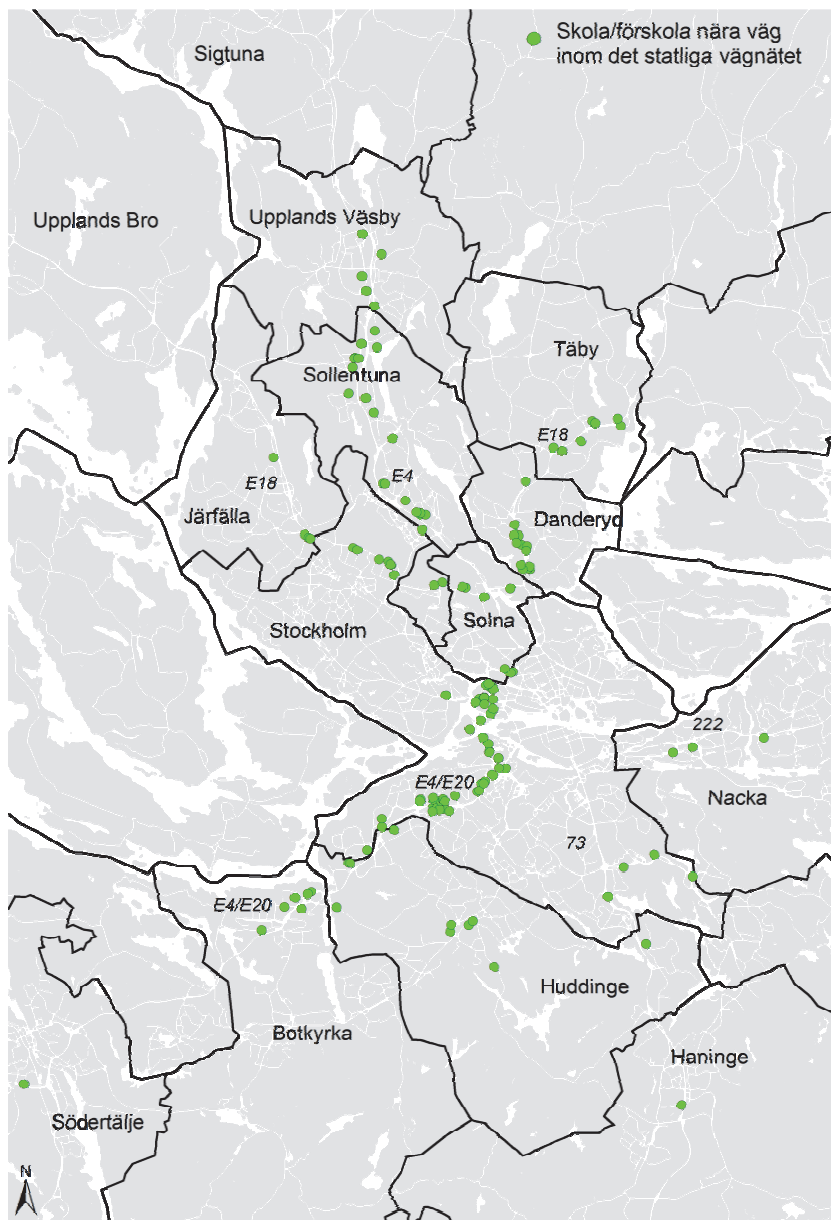 Skola/förskola nära väg
inom det statliga vägnätet
Sigtuna
Upplands Bro
Upplands Väsby
Täby
Sollentuna
E18
E18
E4
Järfälla
Danderyd
Stockholm
Solna
222
E4/E20
Nacka
73
E4/E20
Huddinge
Botkyrka
Haninge
Södertälje
N